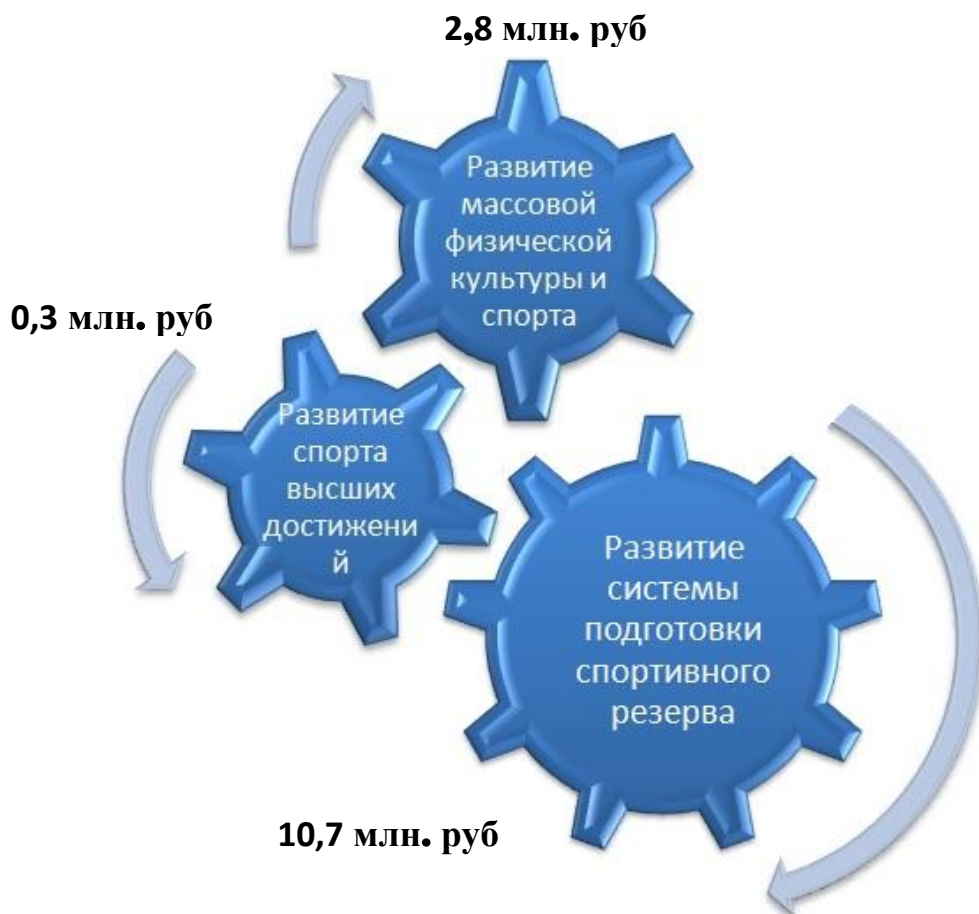 2,8 млн. руб
Развитие
массовой
физической
культуры и
спорта
0,3 млн. руб
Развитие
спорта
высших
достижени
й
Развитие
системы
подготовки
спортивного
резерва
10,7 млн. руб